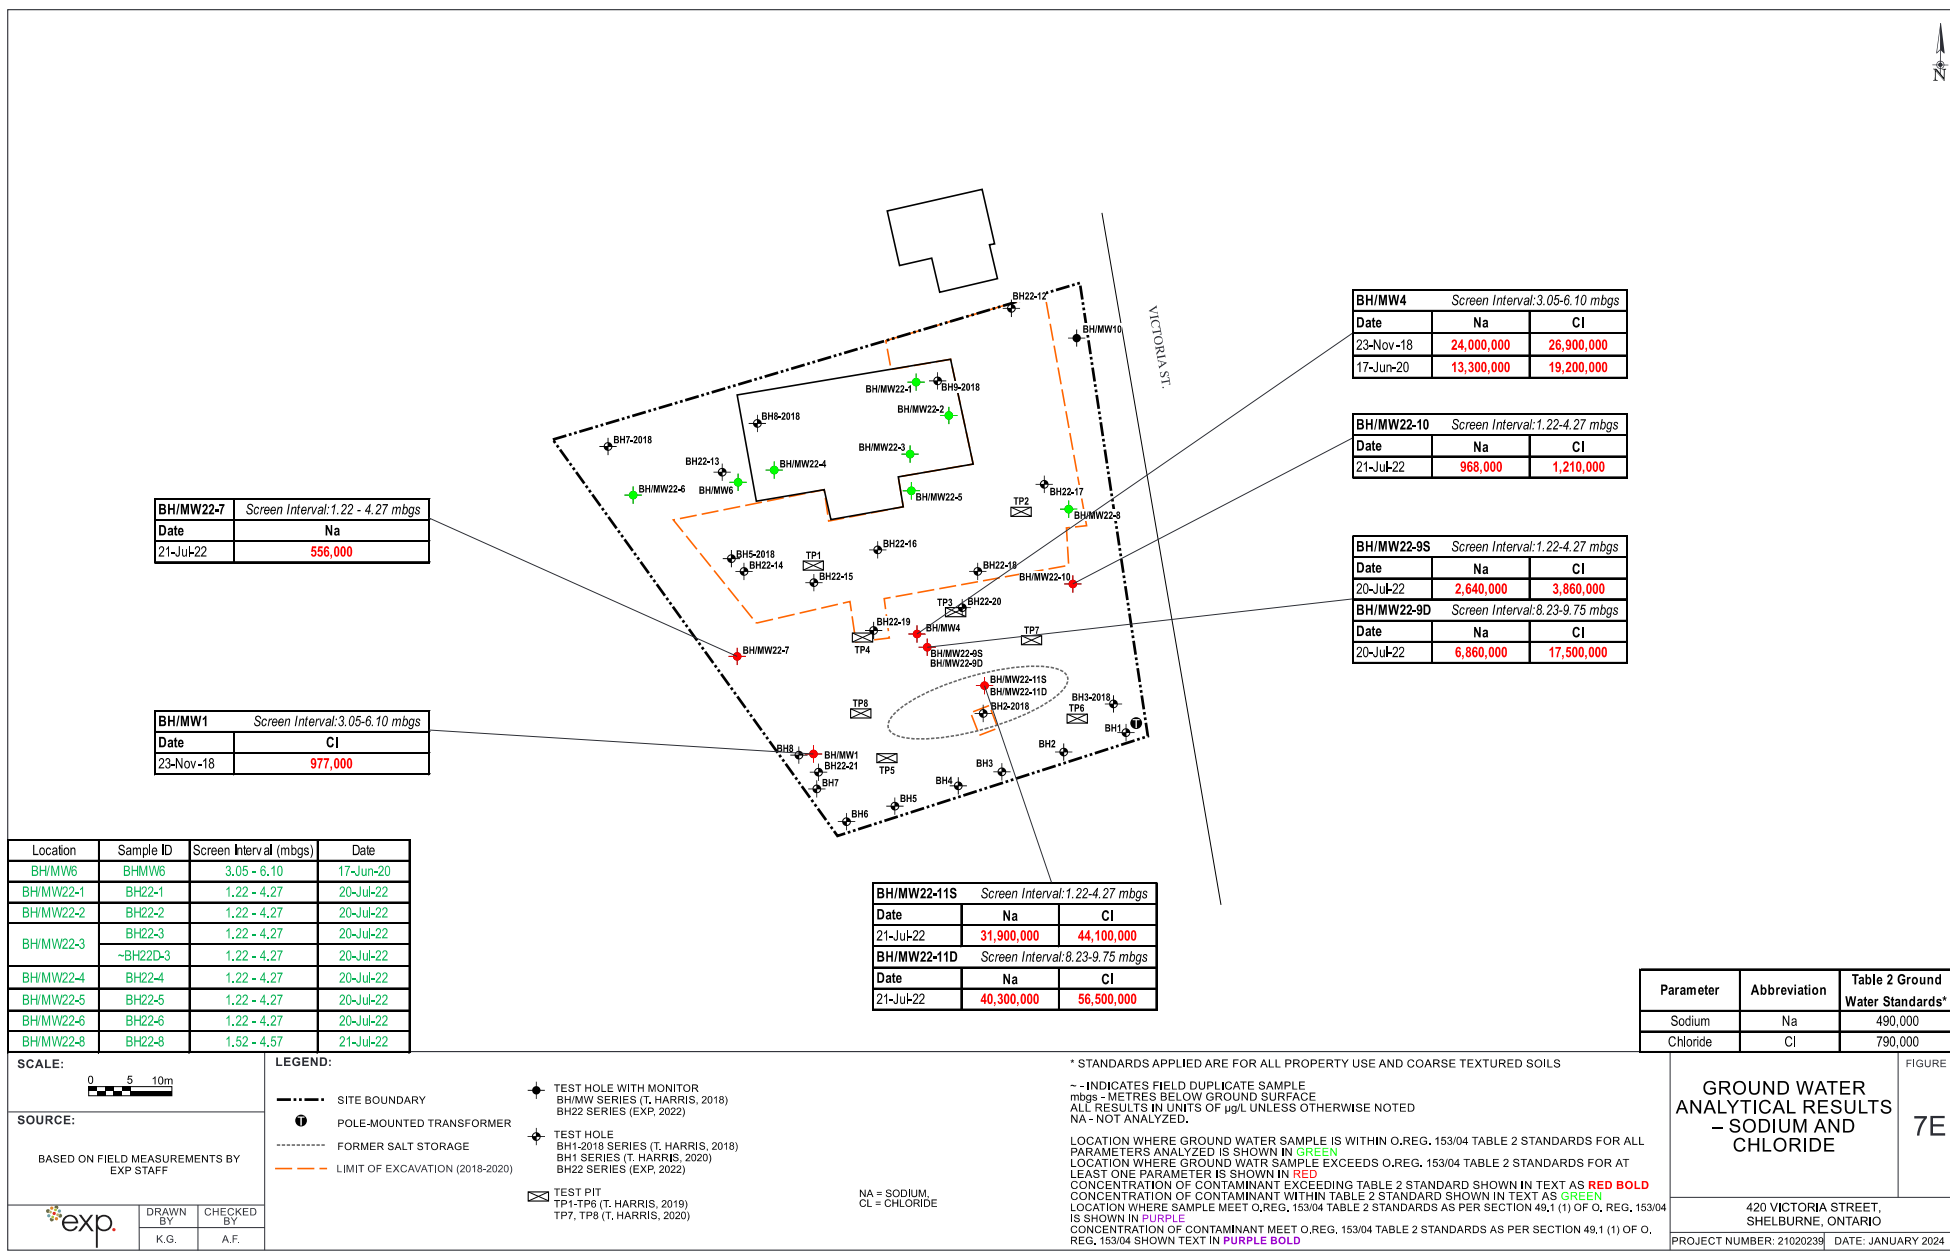 N
BH22-12
BH/MW10
VICTORIA ST.
BH/MW22-1
BH9-2018
BH/MW22-2
BH8-2018
BH7-2018
BH/MW22-3
BH22-13
BH/MW22-4
BH/MW6
BH/MW22-6
BH/MW22-5
BH22-17
TP2
BH/MW22-8
BH5-2018
BH22-14
TP1
BH22-15
BH22-16
BH22-18
BH/MW22-10
TP3
BH22-20
BH22-19
TP4
BH/MW4
TP7
BH/MW22-7
BH/MW22-9S
BH/MW22-9D
BH/MW22-11S
BH/MW22-11D
BH2-2018
BH3-2018
TP6
TP8
T
BH1
BH2
BH8
BH/MW1
BH22-21
BH7
TP5
BH3
BH4
BH5
BH6
BH/MW4 Screen Interval:3.05-6.10 mbgs
Date Na Cl
23-Nov-18 24,000,000 26,900,000
17-Jun-20 13,300,000 19,200,000
BH/MW22-10 Screen Interval:1.22-4.27 mbgs
Date Na Cl
21-Jul-22 968,000 1,210,000
BH/MW22-9S Screen Interval:1.22-4.27 mbgs
Date Na Cl
20-Jul-22 2,640,000 3,860,000
BH/MW22-9D Screen Interval:8.23-9.75 mbgs
Date Na Cl
20-Jul-22 6,860,000 17,500,000
BH/MW22-7 Screen Interval:1.22 - 4.27 mbgs
Date Na
21-Jul-22 556,000
BH/MW1 Screen Interval:3.05-6.10 mbgs
Date Cl
23-Nov-18 977,000
BH/MW22-11S Screen Interval:1.22-4.27 mbgs
Date Na Cl
21-Jul-22 31,900,000 44,100,000
BH/MW22-11D Screen Interval:8.23-9.75 mbgs
Date Na Cl
21-Jul-22 40,300,000 56,500,000
Location Sample ID Screen Interval (mbgs) Date
BH/MW6 BHMW6 3.05 - 6.10 17-Jun-20
BH/MW22-1 BH22-1 1.22 - 4.27 20-Jul-22
BH/MW22-2 BH22-2 1.22 - 4.27 20-Jul-22
BH/MW22-3 BH22-3 1.22 - 4.27 20-Jul-22
~BH22D-3 1.22 - 4.27 20-Jul-22
BH/MW22-4 BH22-4 1.22 - 4.27 20-Jul-22
BH/MW22-5 BH22-5 1.22 - 4.27 20-Jul-22
BH/MW22-6 BH22-6 1.22 - 4.27 20-Jul-22
BH/MW22-8 BH22-8 1.52 - 4.57 21-Jul-22
Parameter Abbreviation Table 2 Ground
Water Standards*
Sodium Na 490,000
Chloride Cl 790,000
SCALE:
0 5 10m
SOURCE:
BASED ON FIELD MEASUREMENTS BY
EXP STAFF
exp.
DRAWN BY
K.G.
CHECKED BY
A.F.
LEGEND:
SITE BOUNDARY
T POLE-MOUNTED TRANSFORMER
FORMER SALT STORAGE
LIMIT OF EXCAVATION (2018-2020)
TEST HOLE WITH MONITOR
BH/MW SERIES (T. HARRIS, 2018)
BH22 SERIES (EXP, 2022)
TEST HOLE
BH1-2018 SERIES (T. HARRIS, 2018)
BH1 SERIES (T. HARRIS, 2020)
BH22 SERIES (EXP, 2022)
TEST PIT
TP1-TP6 (T. HARRIS, 2019)
TP7, TP8 (T. HARRIS, 2020)
NA = SODIUM,
CL = CHLORIDE
* STANDARDS APPLIED ARE FOR ALL PROPERTY USE AND COARSE TEXTURED SOILS
~ - INDICATES FIELD DUPLICATE SAMPLE
mbgs - METRES BELOW GROUND SURFACE
ALL RESULTS IN UNITS OF µg/L UNLESS OTHERWISE NOTED
NA - NOT ANALYZED.
LOCATION WHERE GROUND WATER SAMPLE IS WITHIN O.REG. 153/04 TABLE 2 STANDARDS FOR ALL
PARAMETERS ANALYZED IS SHOWN IN GREEN
LOCATION WHERE GROUND WATR SAMPLE EXCEEDS O.REG. 153/04 TABLE 2 STANDARDS FOR AT
LEAST ONE PARAMETER IS SHOWN IN RED
CONCENTRATION OF CONTAMINANT EXCEEDING TABLE 2 STANDARD SHOWN IN TEXT AS RED BOLD
CONCENTRATION OF CONTAMINANT WITHIN TABLE 2 STANDARD SHOWN IN TEXT AS GREEN
LOCATION WHERE SAMPLE MEET O.REG. 153/04 TABLE 2 STANDARDS AS PER SECTION 49.1 (1) OF O. REG. 153/04
IS SHOWN IN PURPLE
CONCENTRATION OF CONTAMINANT MEET O.REG. 153/04 TABLE 2 STANDARDS AS PER SECTION 49.1 (1) OF O.
REG. 153/04 SHOWN TEXT IN PURPLE BOLD
GROUND WATER
ANALYTICAL RESULTS
– SODIUM AND
CHLORIDE
FIGURE
7E
420 VICTORIA STREET,
SHELBURNE, ONTARIO
PROJECT NUMBER: 21020239 DATE: JANUARY 2024